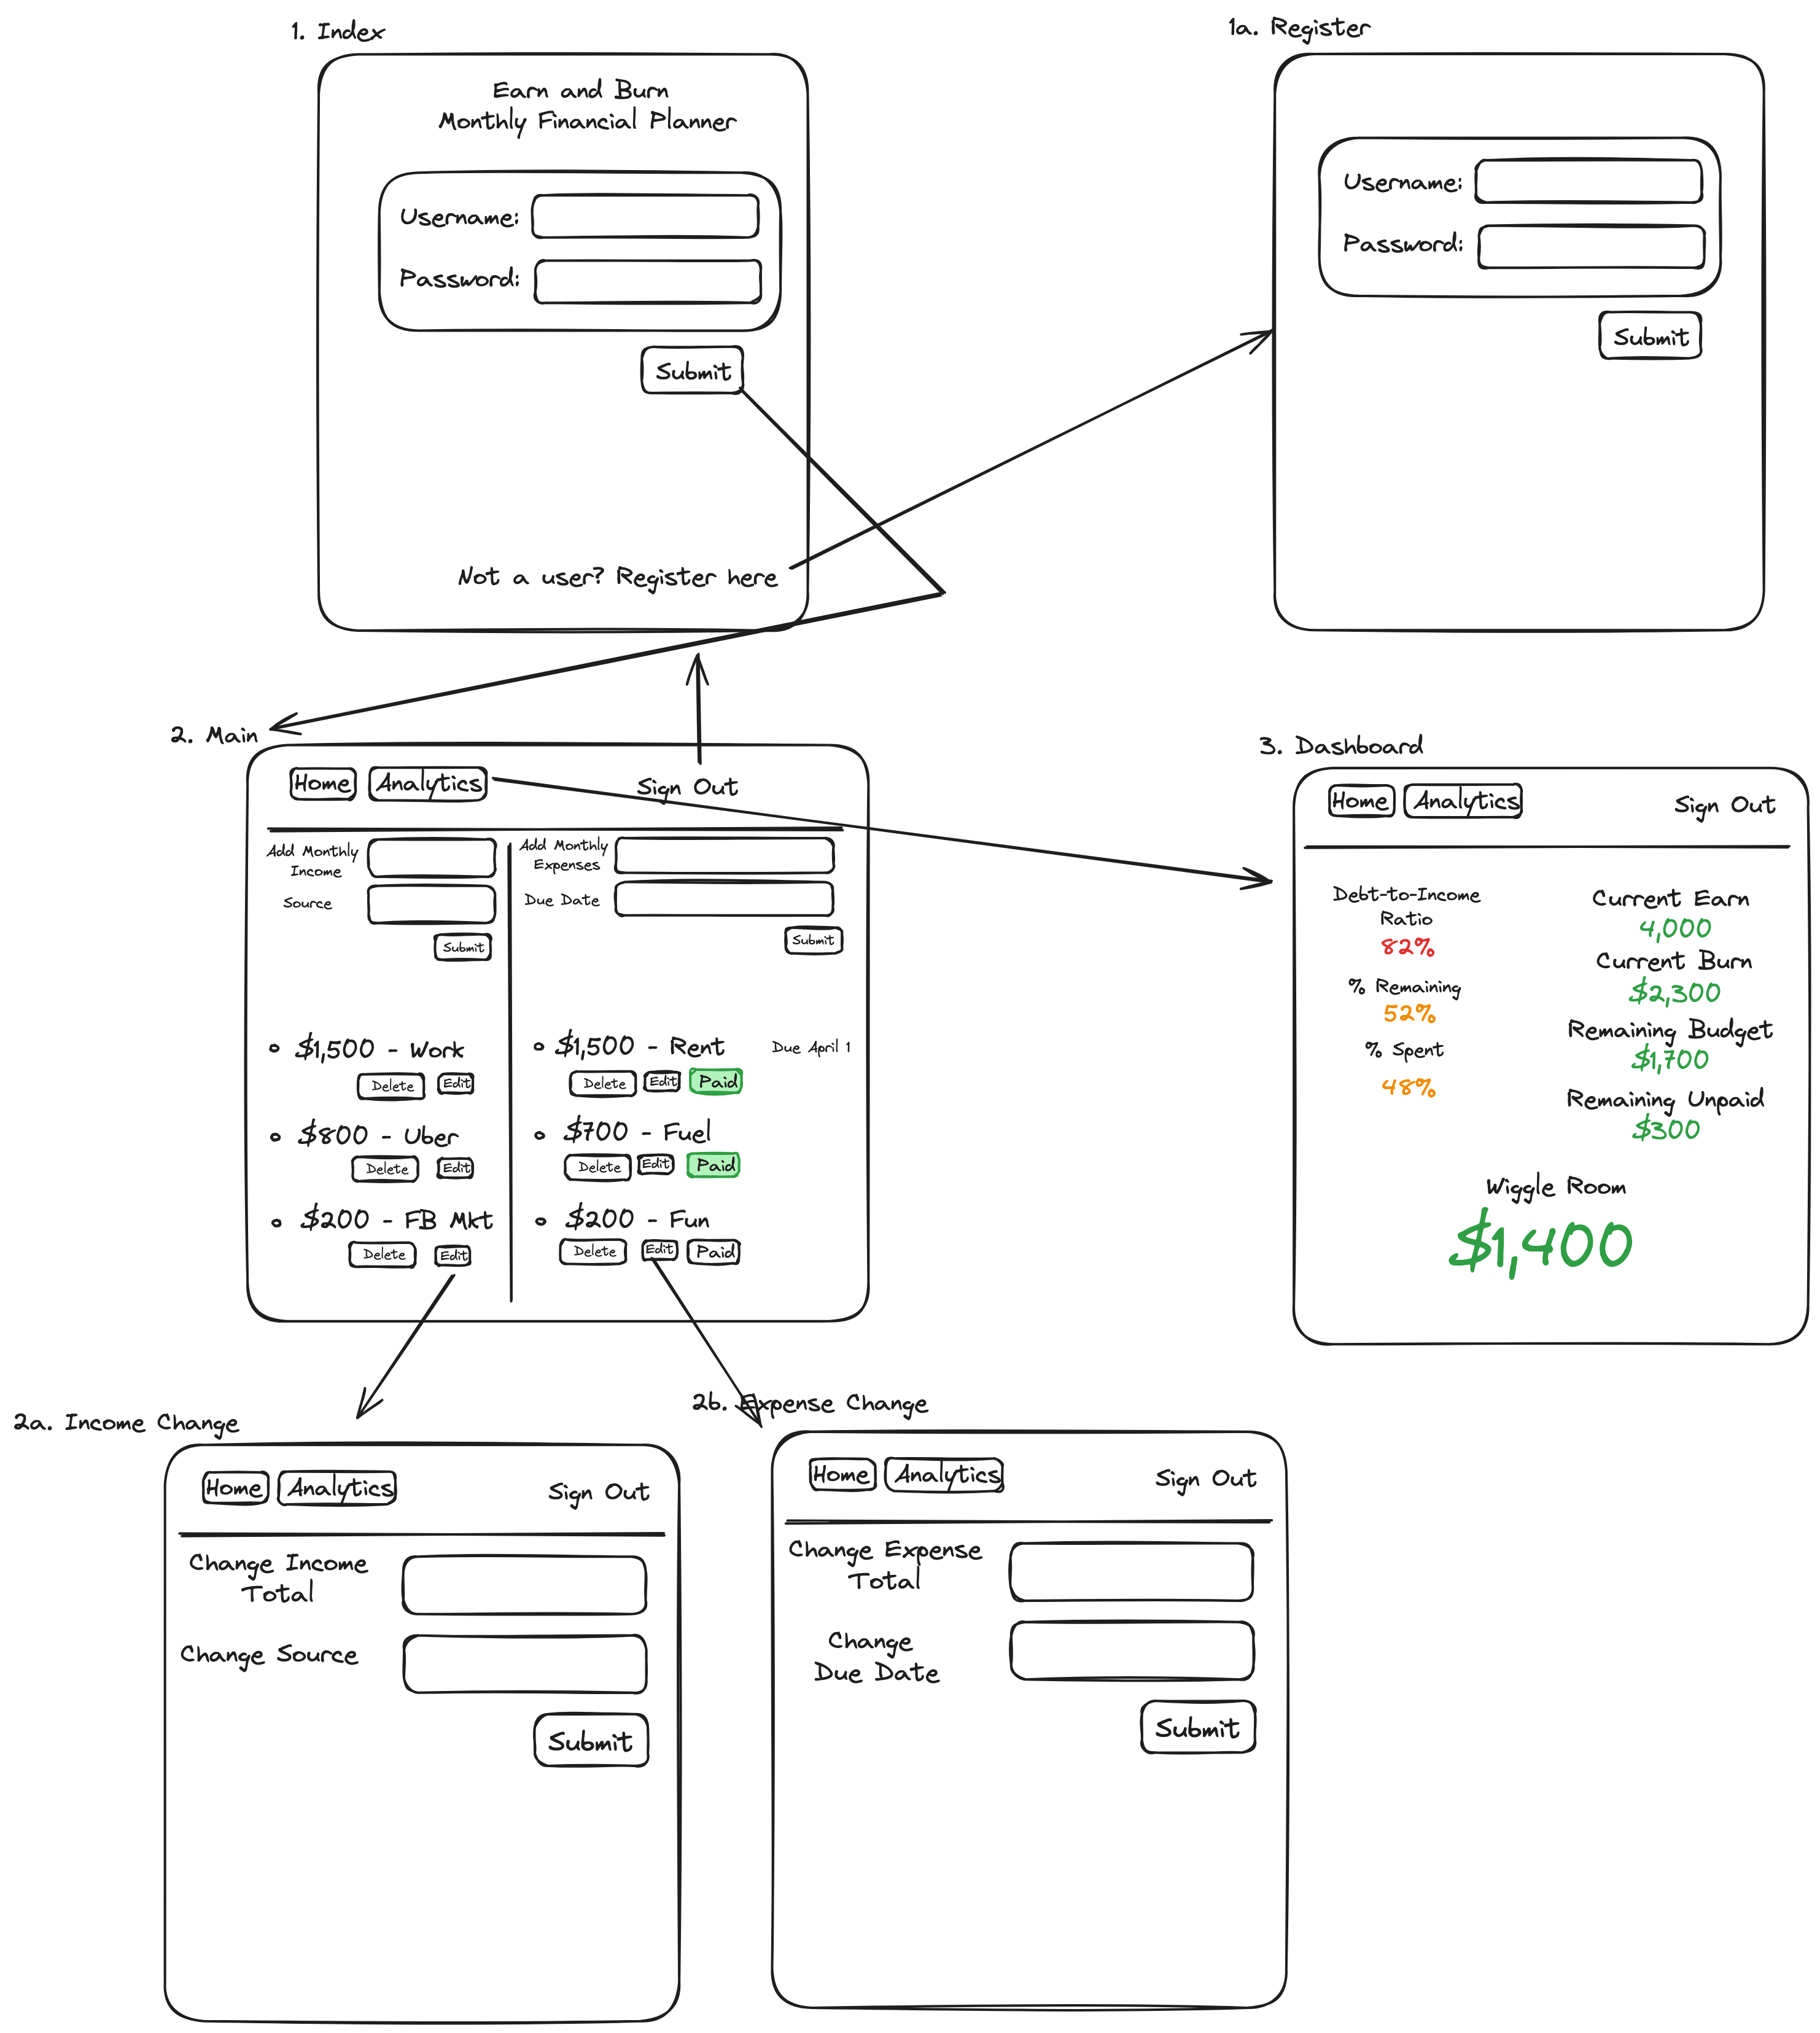 1. Index
Earn and Burn
Monthly Financial Planner
Username:
Password:
Submit
Not a user? Register here
1a. Register
Username:
Password:
Submit
2. Main
Home
Analytics
Sign Out
Add Monthly
Income
Source
Submit
Add Monthly
Expenses
Due Date
Submit
$1,500 - Work
Delete
Edit
$800 - Uber
Delete
Edit
$200 - FB Mkt
Delete
Edit
$1,500 - Rent
Due April 1
Delete
Edit
Paid
$700 - Fuel
Delete
Edit
Paid
$200 - Fun
Delete
Edit
Paid
3. Dashboard
Home
Analytics
Sign Out
Debt-to-Income
Ratio
82%
% Remaining
52%
% Spent
48%
Current Earn
4,000
Current Burn
$2,300
Remaining Budget
$1,700
Remaining Unpaid
$300
Wiggle Room
$1,400
2a. Income Change
Home
Analytics
Sign Out
Change Income
Total
Change Source
Submit
2b. Expense Change
Home
Analytics
Sign Out
Change Expense
Total
Change
Due Date
Submit